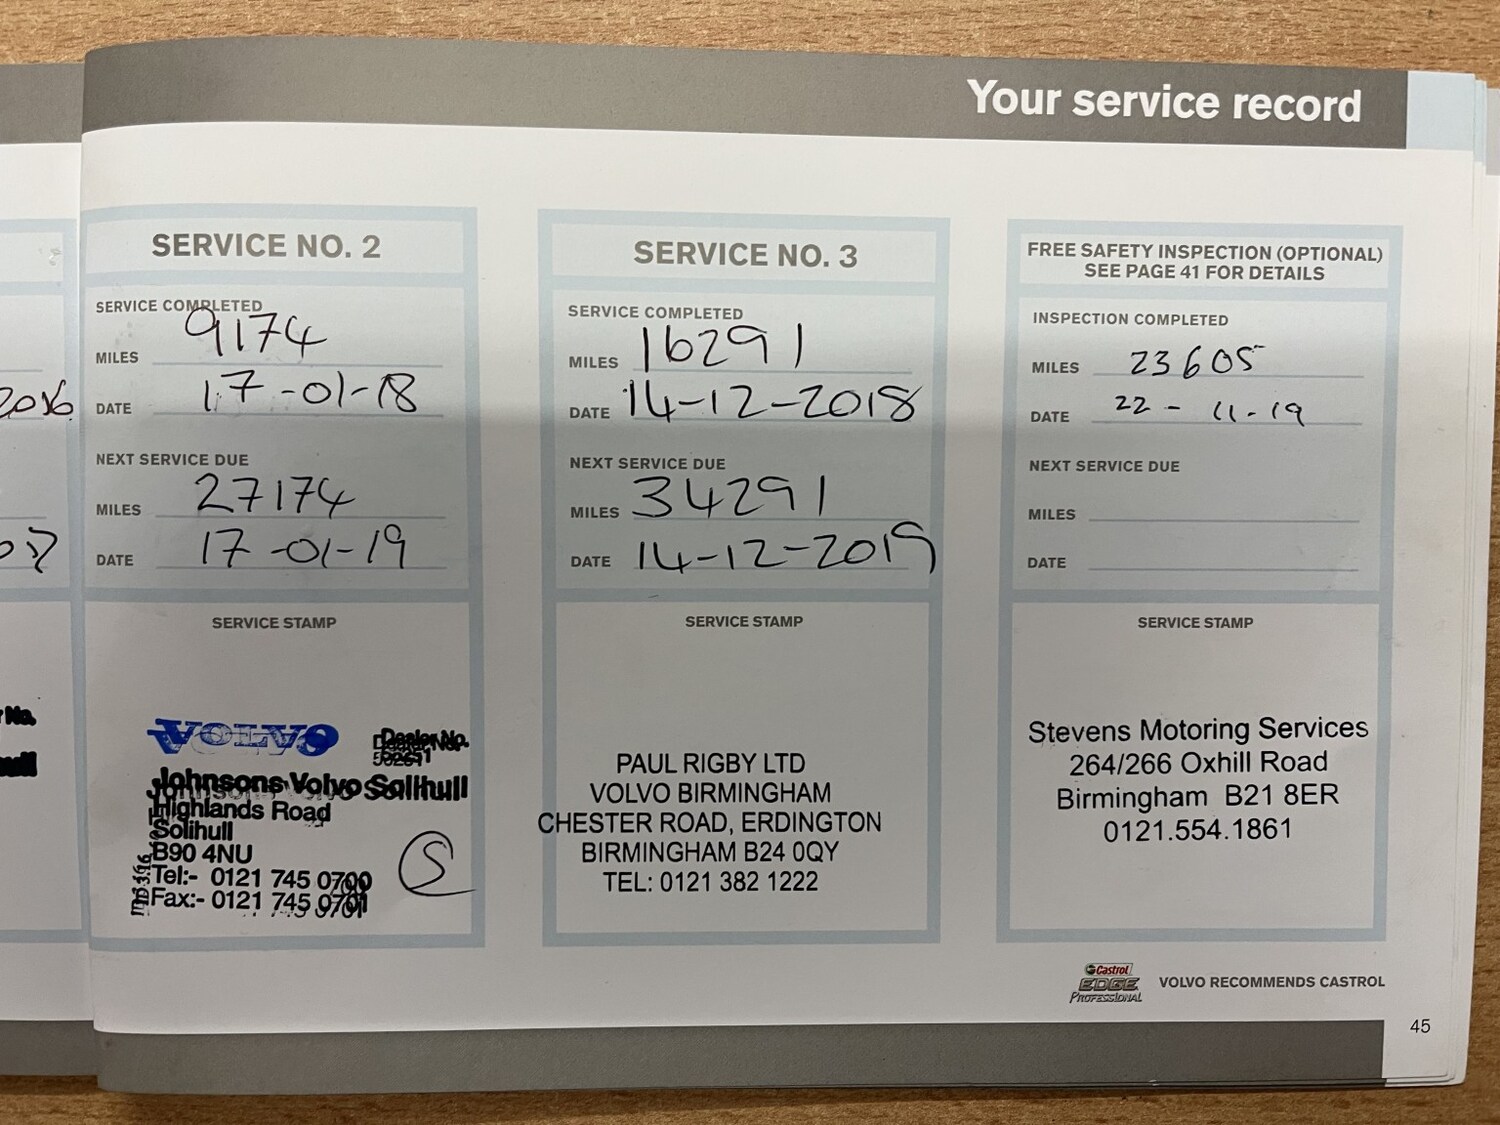 Your service record
2016
r No.
SERVICE NO. 2
SERVICE COMPLETED
MILES 9174
DATE 17-01-18
NEXT SERVICE DUE
MILES 27174
DATE 17-01-19
SERVICE STAMP
VOLVO
Dealer No.
Johnsons Volvo Solihull
Highlands Road
Solihull
B90 4NU
Tel:- 0121 745 0700
Fax:- 0121 745 0701
S
SERVICE NO. 3
SERVICE COMPLETED
MILES 16291
DATE 14-12-2018
NEXT SERVICE DUE
MILES 34291
DATE 14-12-2019
SERVICE STAMP
PAUL RIGBY LTD
VOLVO BIRMINGHAM
CHESTER ROAD, ERDINGTON
BIRMINGHAM B24 0QY
TEL: 0121 382 1222
FREE SAFETY INSPECTION (OPTIONAL)
SEE PAGE 41 FOR DETAILS
INSPECTION COMPLETED
MILES 23605
DATE 22-11-19
NEXT SERVICE DUE
MILES
DATE
SERVICE STAMP
Stevens Motoring Services
264/266 Oxhill Road
Birmingham B21 8ER
0121.554.1861
Castrol
EDGE
PROFESSIONAL
VOLVO RECOMMENDS CASTROL
45